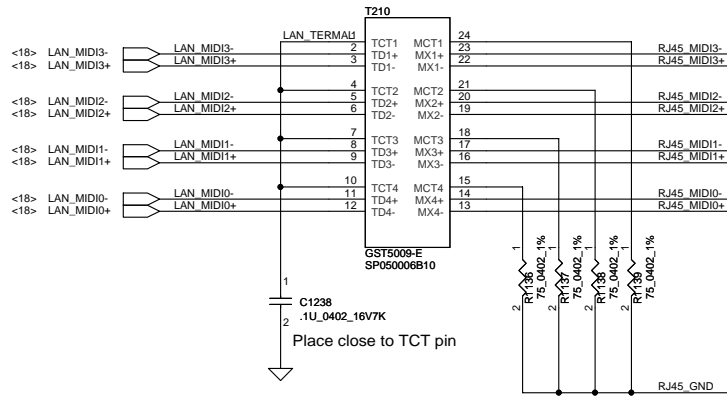 T210
LAN_TERMAL 1 TCT1 MCT1 24
<18> LAN_MIDI3- LAN_MIDI3- 2 TD1+ MX1+ 23 RJ45_MIDI3-
<18> LAN_MIDI3+ LAN_MIDI3+ 3 TD1- MX1- 22 RJ45_MIDI3+
4 TCT2 MCT2 21
<18> LAN_MIDI2- LAN_MIDI2- 5 TD2+ MX2+ 20 RJ45_MIDI2-
<18> LAN_MIDI2+ LAN_MIDI2+ 6 TD2- MX2- 19 RJ45_MIDI2+
7 TCT3 MCT3 18
<18> LAN_MIDI1- LAN_MIDI1- 8 TD3+ MX3+ 17 RJ45_MIDI1-
<18> LAN_MIDI1+ LAN_MIDI1+ 9 TD3- MX3- 16 RJ45_MIDI1+
10 TCT4 MCT4 15
<18> LAN_MIDI0- LAN_MIDI0- 11 TD4+ MX4+ 14 RJ45_MIDI0-
<18> LAN_MIDI0+ LAN_MIDI0+ 12 TD4- MX4- 13 RJ45_MIDI0+
GST5009-E
SP050006B10
1
C1238
.1U_0402_16V7K
2
Place close to TCT pin
1 R1136 75_0402_1% 2
1 R1137 75_0402_1% 2
1 R1138 75_0402_1% 2
1 R1139 75_0402_1% 2
RJ45_GND